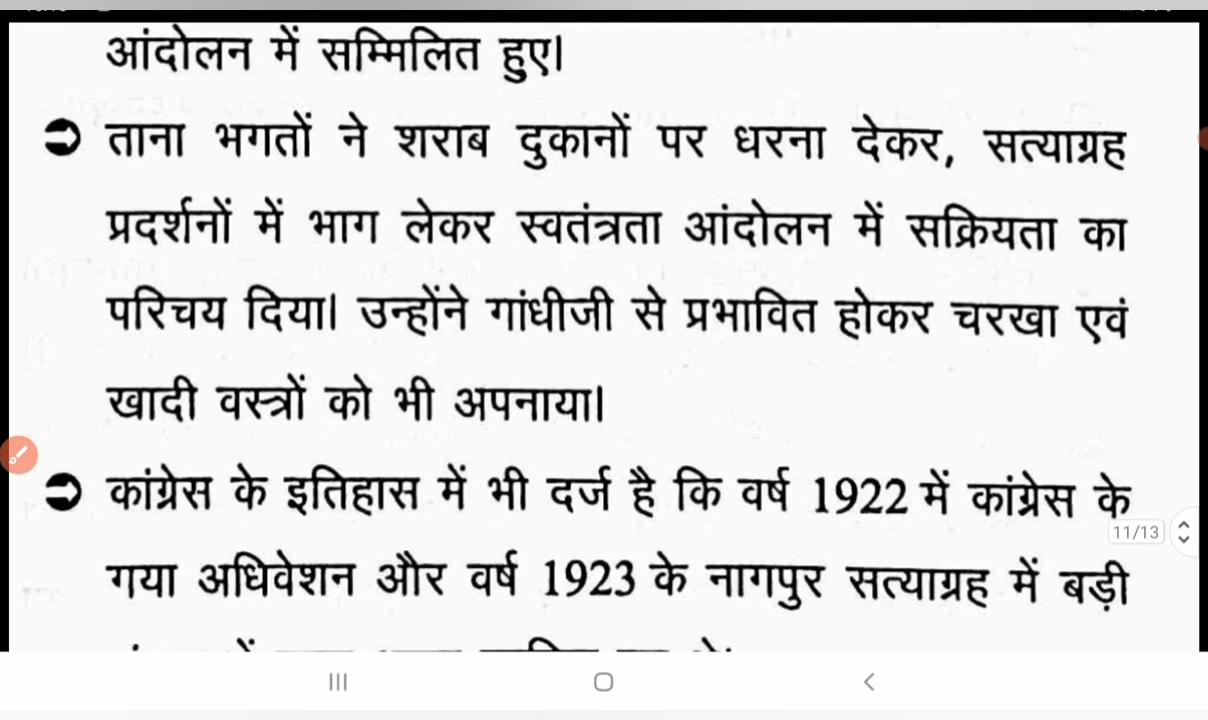 आंदोलन में सम्मिलित हुए।
ताना भगतों ने शराब दुकानों पर धरना देकर, सत्याग्रह
प्रदर्शनों में भाग लेकर स्वतंत्रता आंदोलन में सक्रियता का
परिचय दिया। उन्होंने गांधीजी से प्रभावित होकर चरखा एवं
खादी वस्त्रों को भी अपनाया।
कांग्रेस के इतिहास में भी दर्ज है कि वर्ष 1922 में कांग्रेस के
11/13
गया अधिवेशन और वर्ष 1923 के नागपुर सत्याग्रह में बड़ी